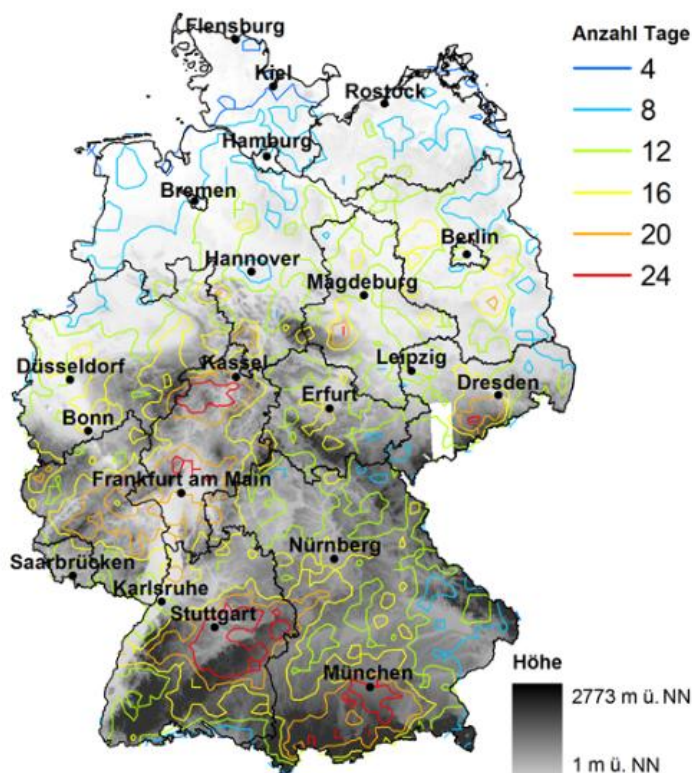 Flensburg
Kiel
Rostock
Hamburg
Bremen
Berlin
Hannover
Magdeburg
Düsseldorf
Kassel
Leipzig
Dresden
Erfurt
Bonn
Frankfurt am Main
Nürnberg
Saarbrücken
Karlsruhe
Stuttgart
München
Anzahl Tage
4
8
12
16
20
24
Höhe
2773 m ü. NN
1 m ü. NN